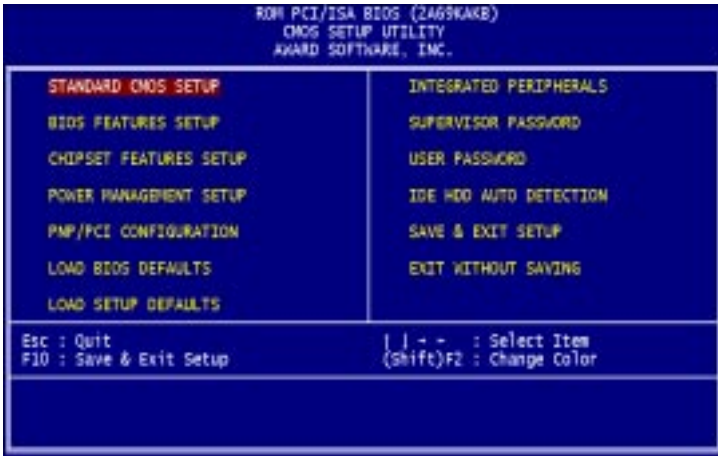 ROM PCI/ISA BIOS (2A69KAKB)
CMOS SETUP UTILITY
AWARD SOFTWARE, INC.
STANDARD CMOS SETUP
BIOS FEATURES SETUP
CHIPSET FEATURES SETUP
POWER MANAGEMENT SETUP
PNP/PCI CONFIGURATION
LOAD BIOS DEFAULTS
LOAD SETUP DEFAULTS
INTEGRATED PERIPHERALS
SUPERVISOR PASSWORD
USER PASSWORD
IDE HDD AUTO DETECTION
SAVE & EXIT SETUP
EXIT WITHOUT SAVING
Esc : Quit
F10 : Save & Exit Setup
: Select Item
(Shift)F2 : Change Color